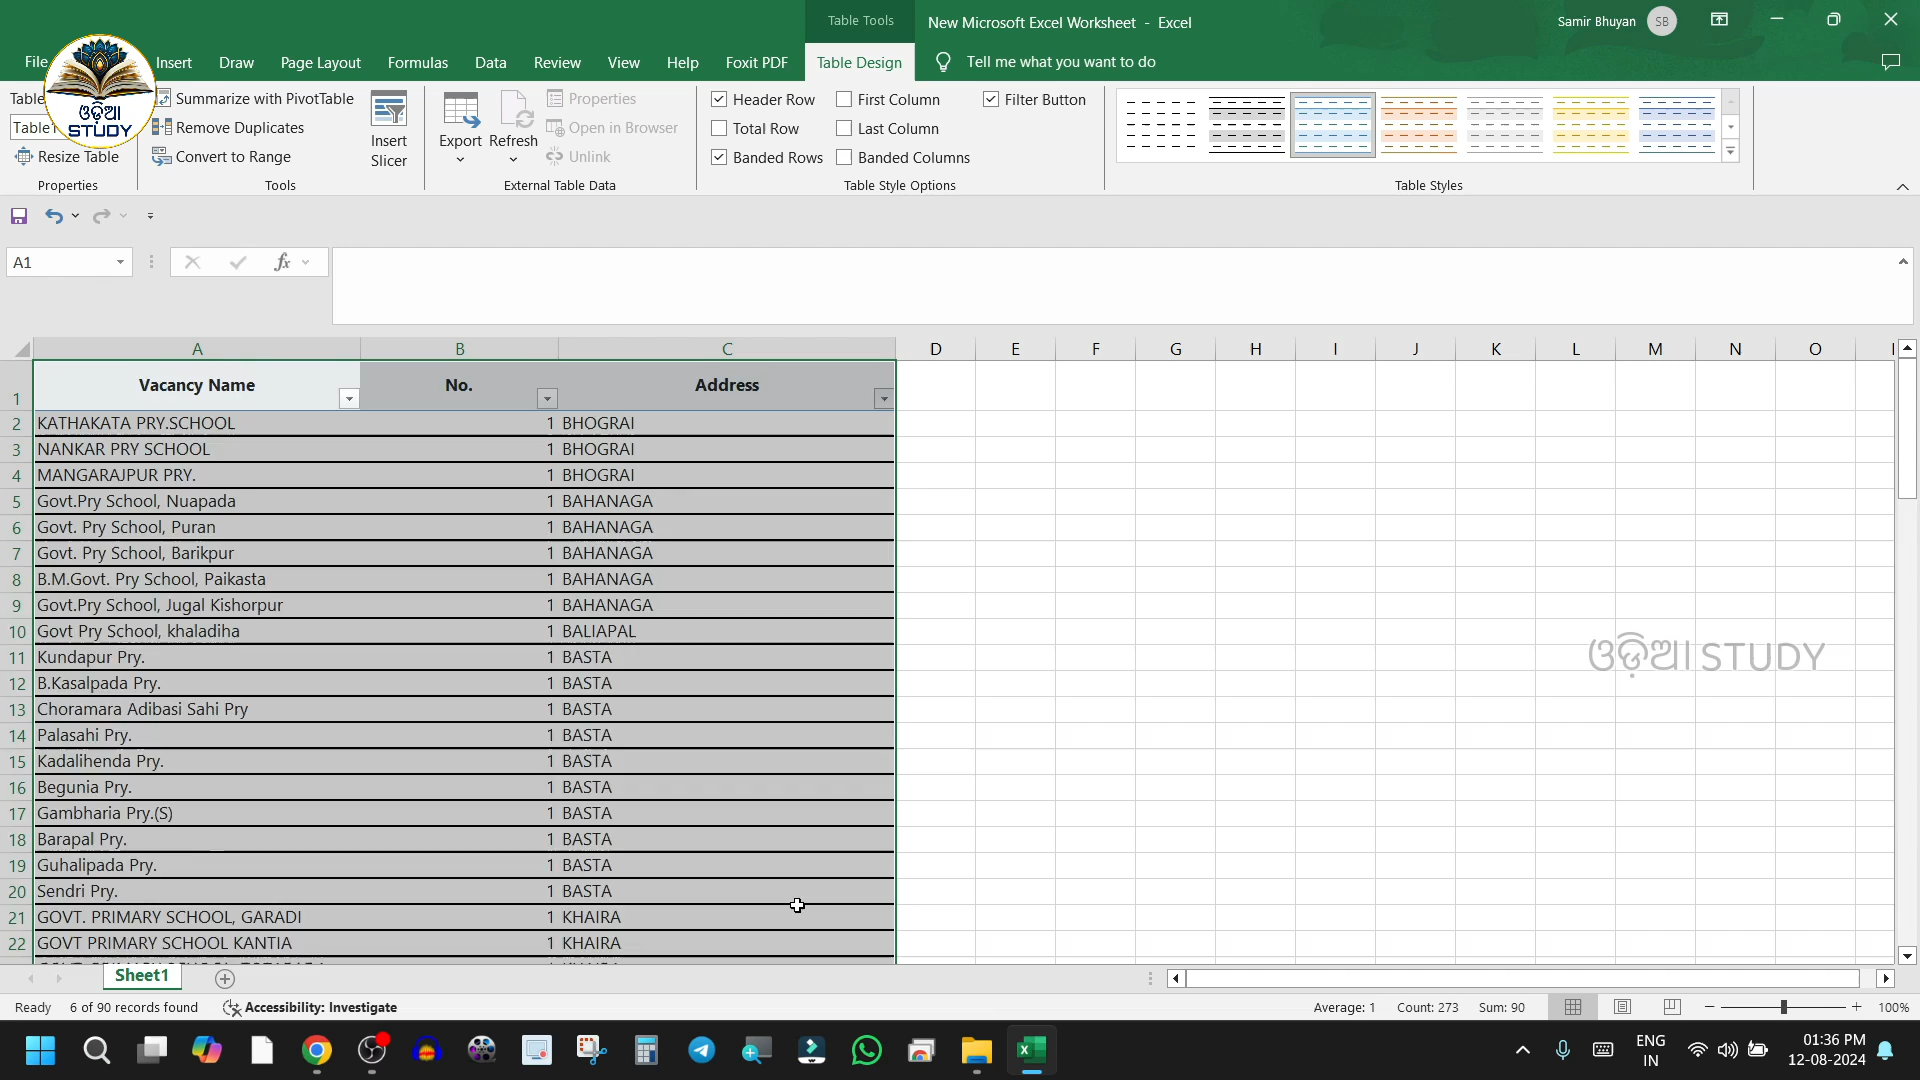 Table Tools
New Microsoft Excel Worksheet - Excel
Samir Bhuyan SB
File Insert Draw Page Layout Formulas Data Review View Help Foxit PDF Table Design Tell me what you want to do
ଓଡ଼ିଆ
STUDY
Table
Table1
Resize Table
Properties
Summarize with PivotTable
Remove Duplicates
Convert to Range
Tools
Insert
Slicer
Export
Refresh
Properties
Open in Browser
Unlink
External Table Data
Header Row First Column Filter Button
Total Row Last Column
Banded Rows Banded Columns
Table Style Options
Table Styles
A1
fx
A B C D E F G H I J K L M N O
1 Vacancy Name No. Address
2 KATHAKATA PRY.SCHOOL 1 BHOGRAI
3 NANKAR PRY SCHOOL 1 BHOGRAI
4 MANGARAJPUR PRY. 1 BHOGRAI
5 Govt.Pry School, Nuapada 1 BAHANAGA
6 Govt. Pry School, Puran 1 BAHANAGA
7 Govt. Pry School, Barikpur 1 BAHANAGA
8 B.M.Govt. Pry School, Paikasta 1 BAHANAGA
9 Govt.Pry School, Jugal Kishorpur 1 BAHANAGA
10 Govt Pry School, khaladiha 1 BALIAPAL
11 Kundapur Pry. 1 BASTA
12 B.Kasalpada Pry. 1 BASTA
13 Choramara Adibasi Sahi Pry 1 BASTA
14 Palasahi Pry. 1 BASTA
15 Kadalihenda Pry. 1 BASTA
16 Begunia Pry. 1 BASTA
17 Gambharia Pry.(S) 1 BASTA
18 Barapal Pry. 1 BASTA
19 Guhalipada Pry. 1 BASTA
20 Sendri Pry. 1 BASTA
21 GOVT. PRIMARY SCHOOL, GARADI 1 KHAIRA
22 GOVT PRIMARY SCHOOL KANTIA 1 KHAIRA
ଓଡ଼ିଆ STUDY
Sheet1
Ready 6 of 90 records found Accessibility: Investigate Average: 1 Count: 273 Sum: 90 100%
ENG
IN
01:36 PM
12-08-2024